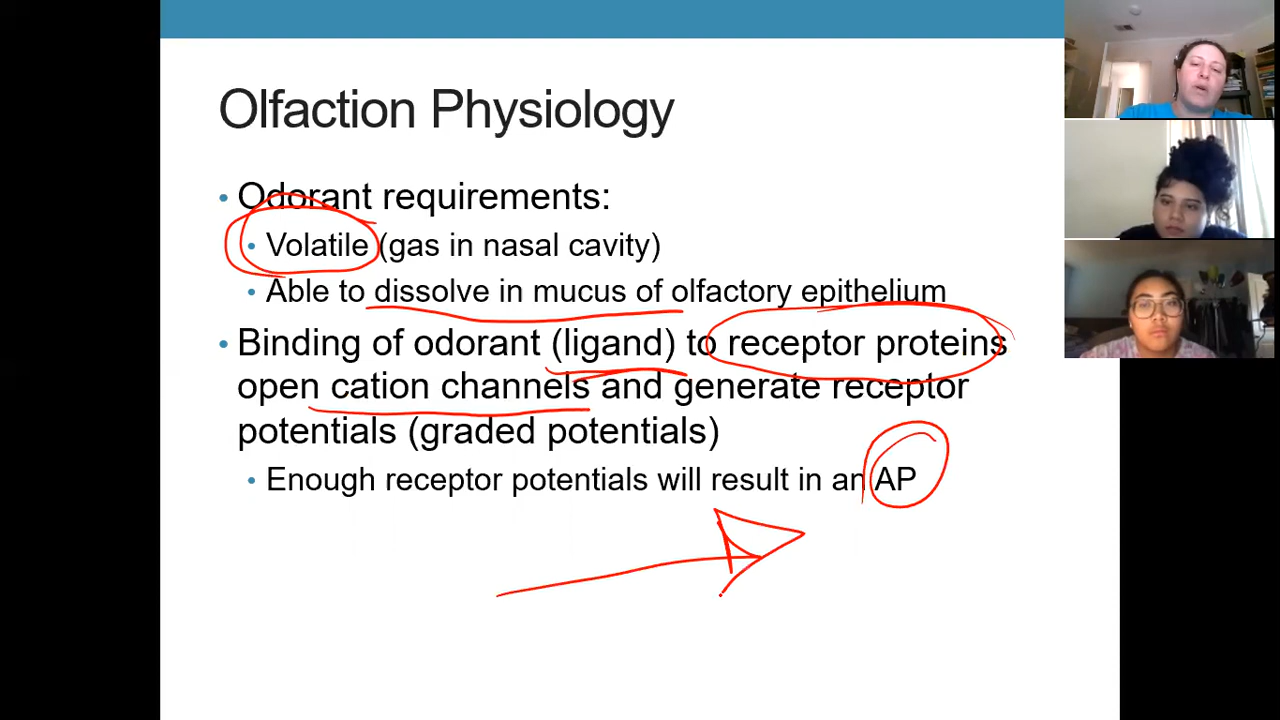 Olfaction Physiology
• Odorant requirements:
• Volatile (gas in nasal cavity)
• Able to dissolve in mucus of olfactory epithelium
• Binding of odorant (ligand) to receptor proteins
open cation channels and generate receptor
potentials (graded potentials)
• Enough receptor potentials will result in an AP